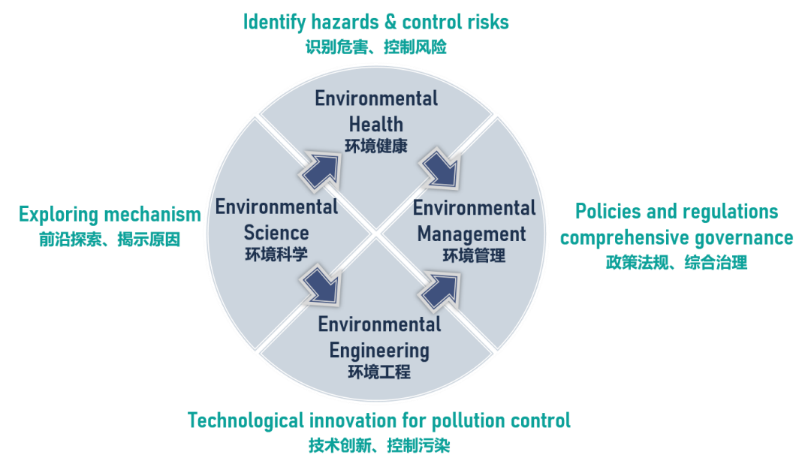 Identify hazards & control risks
识别危害、控制风险
Environmental
Health
环境健康
Exploring mechanism
前沿探索、揭示原因
Environmental
Science
环境科学
Environmental
Management
环境管理
Policies and regulations
comprehensive governance
政策法规、综合治理
Environmental
Engineering
环境工程
Technological innovation for pollution control
技术创新、控制污染